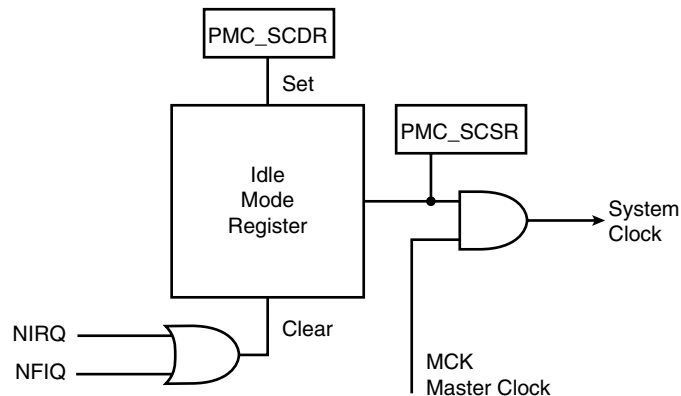 PMC_SCDR
Set
PMC_SCSR
Idle
Mode
Register
System
Clock
NIRQ
NFIQ
Clear
MCK
Master Clock